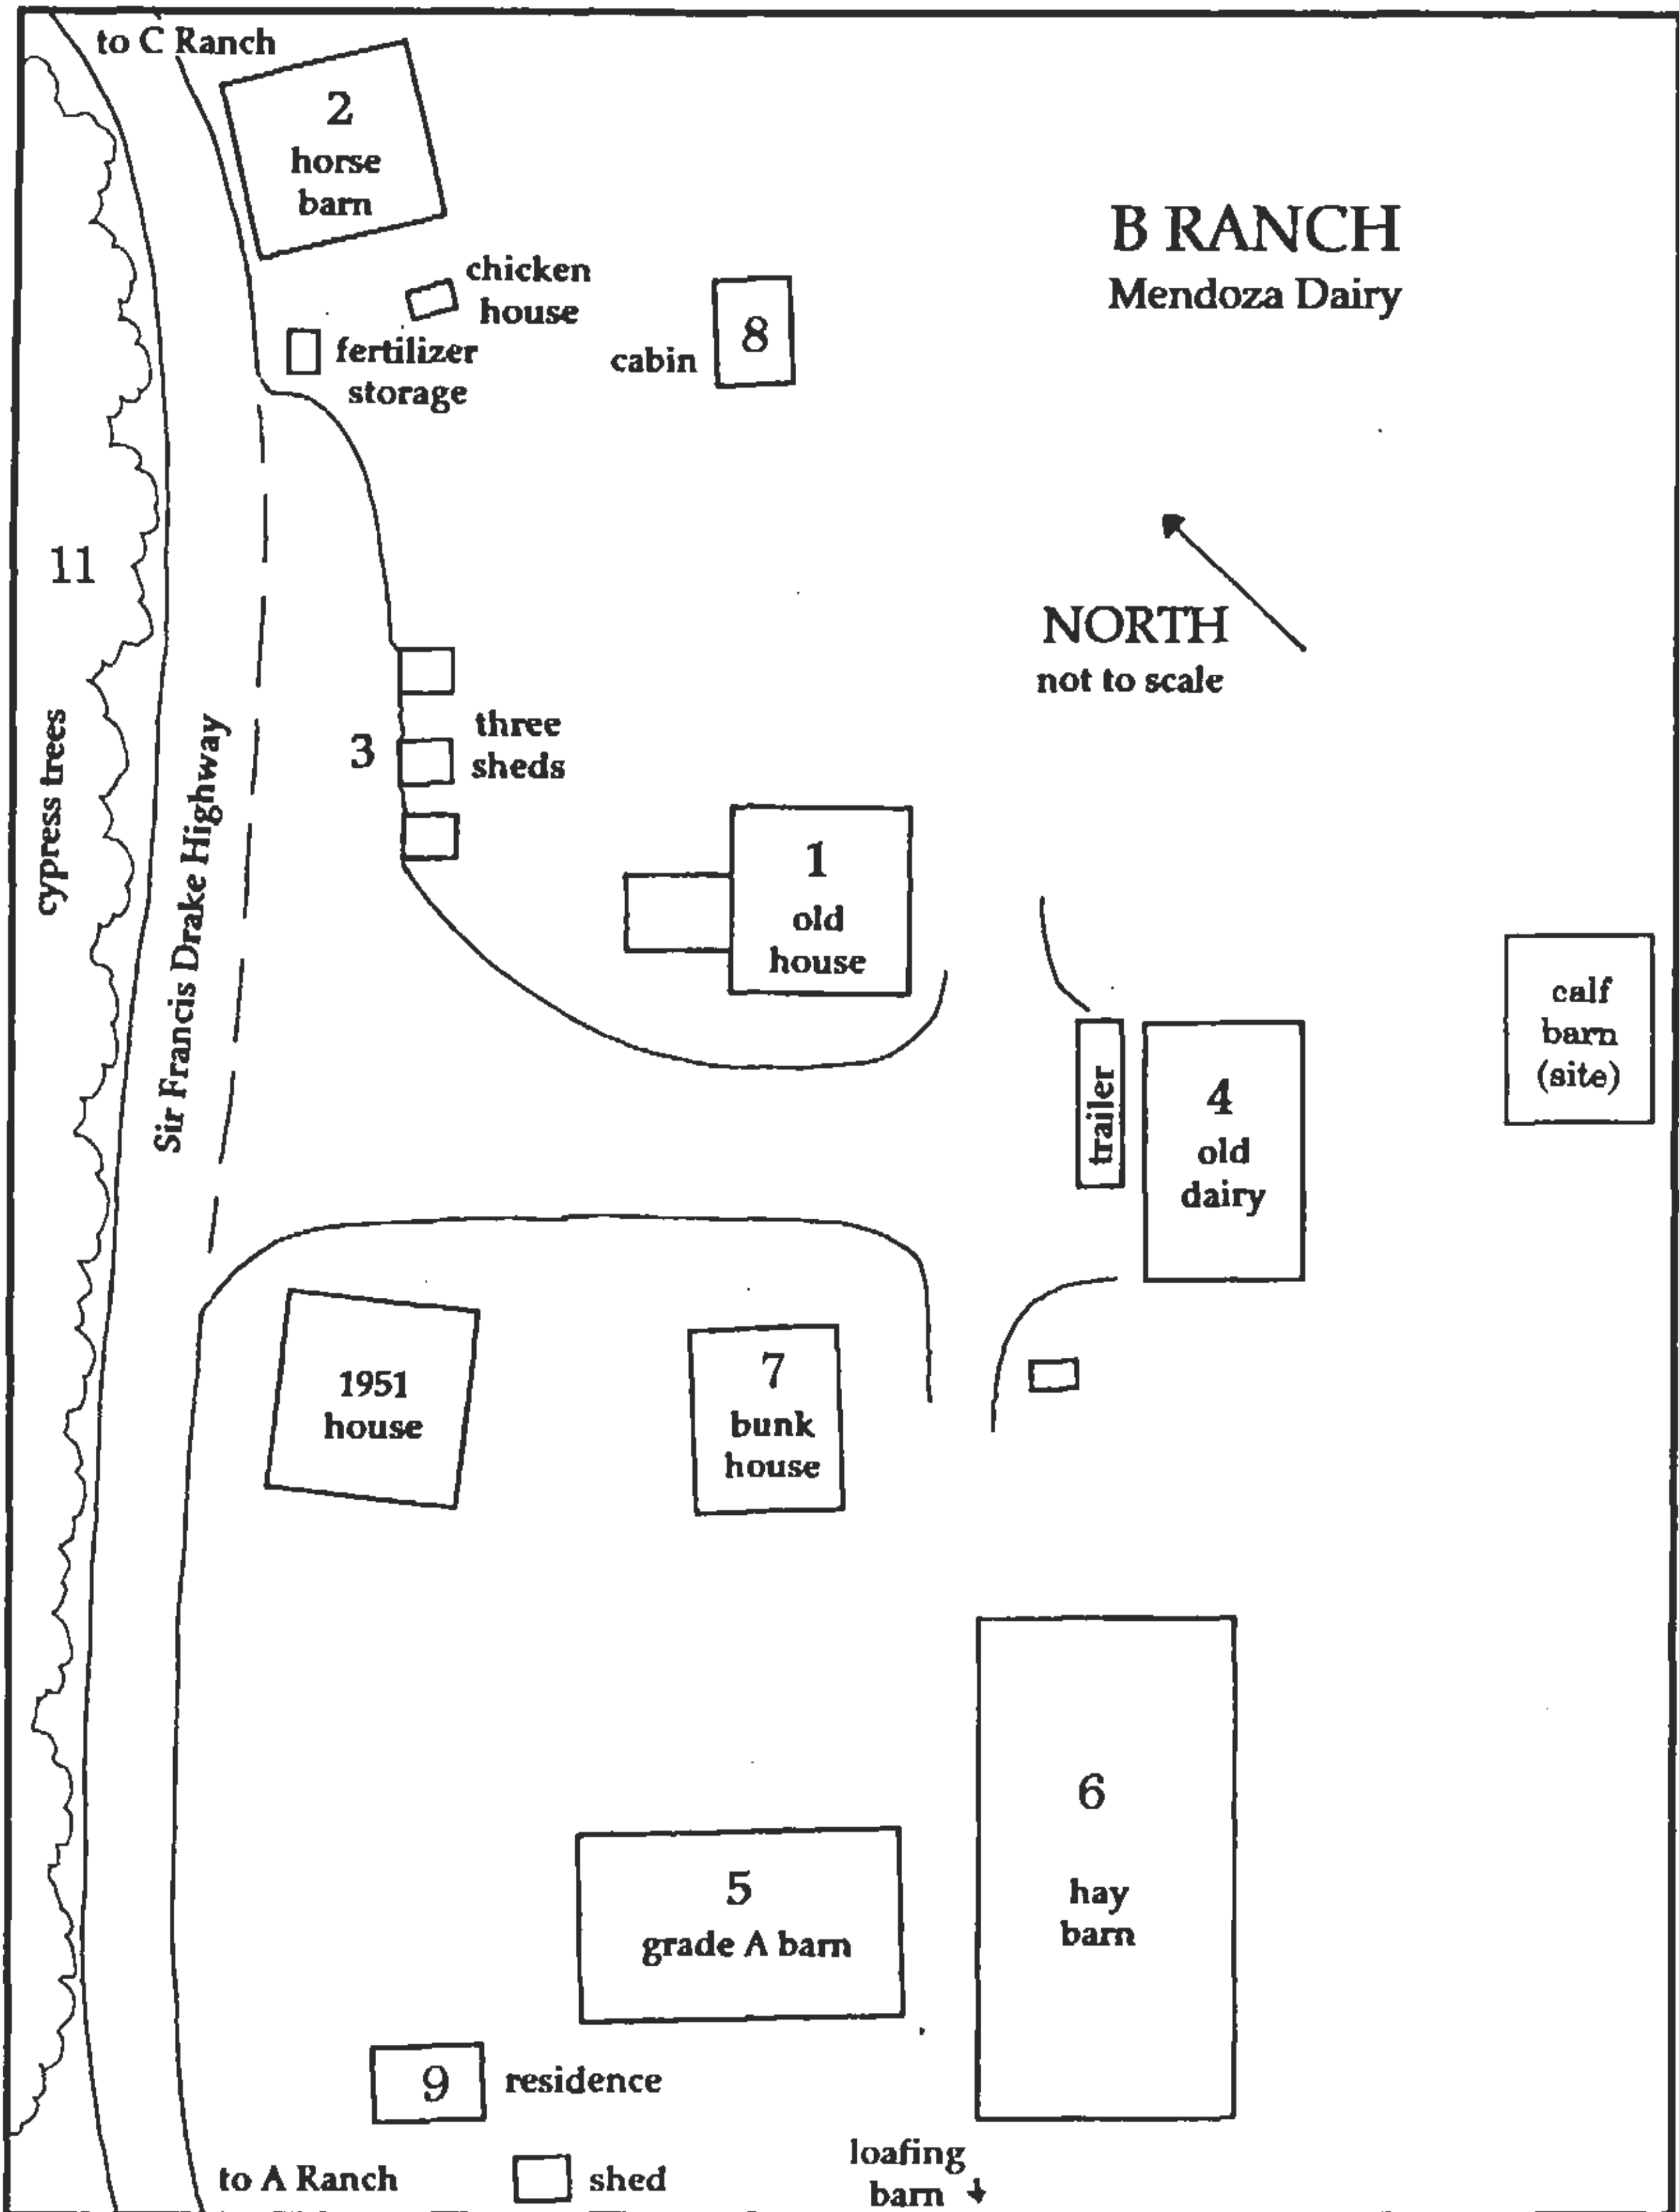 to C Ranch
2
horse
barn
B RANCH
Mendoza Dairy
chicken
house
fertilizer
storage
cabin
8
11
NORTH
not to scale
cypress trees
Sir Francis Drake Highway
3
three
sheds
1
old
house
trailer
4
old
dairy
calf
barn
(site)
1951
house
7
bunk
house
6
hay
barn
5
grade A barn
9
residence
to A Ranch
shed
loafing
barn